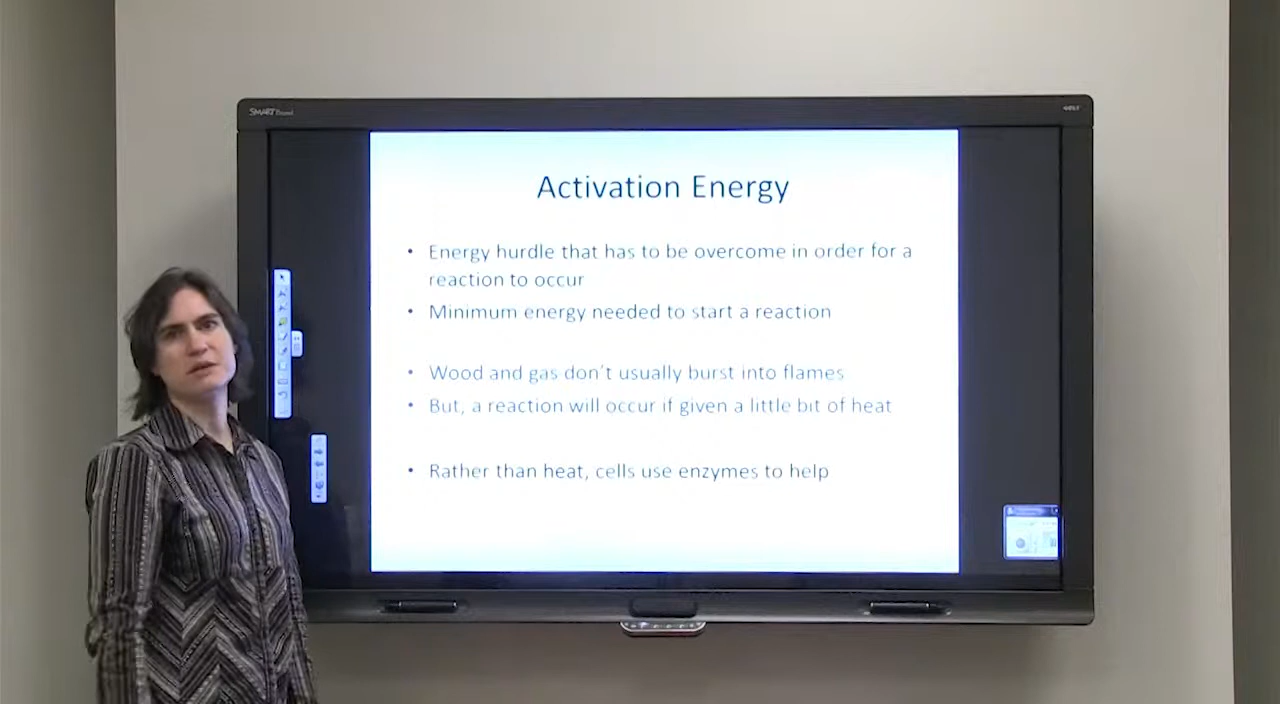 SMART Board
Activation Energy
• Energy hurdle that has to be overcome in order for a
reaction to occur
• Minimum energy needed to start a reaction
• Wood and gas don't usually burst into flames
• But, a reaction will occur if given a little bit of heat
• Rather than heat, cells use enzymes to help